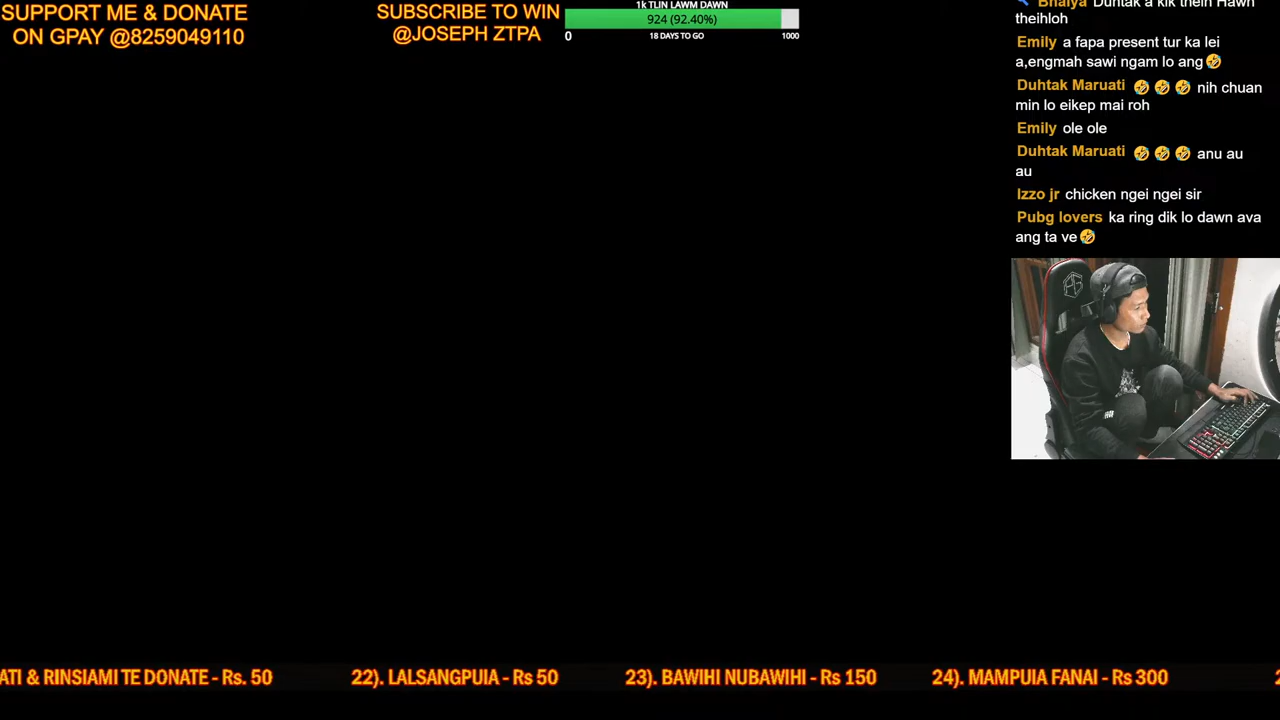 SUPPORT ME & DONATE
ON GPAY @8259049110
SUBSCRIBE TO WIN
@JOSEPH ZTPA
1k TLIN LAWM DAWN
924 (92.40%)
0
18 DAYS TO GO
1000
Bhaiya Duhtak a kik thein Hawn
theihloh
Emily a fapa present tur ka lei
a,engmah sawi ngam lo ang🤣
Duhtak Maruati 🤣 🤣 🤣 nih chuan
min lo eikep mai roh
Emily ole ole
Duhtak Maruati 🤣 🤣 🤣 anu au
au
Izzo jr chicken ngei ngei sir
Pubg lovers ka ring dik lo dawn ava
ang ta ve🤣
ATI & RINSIAMI TE DONATE - Rs. 50 22). LALSANGPUIA - Rs 50 23). BAWIHI NUBAWIHI - Rs 150 24). MAMPUIA FANAI - Rs 300